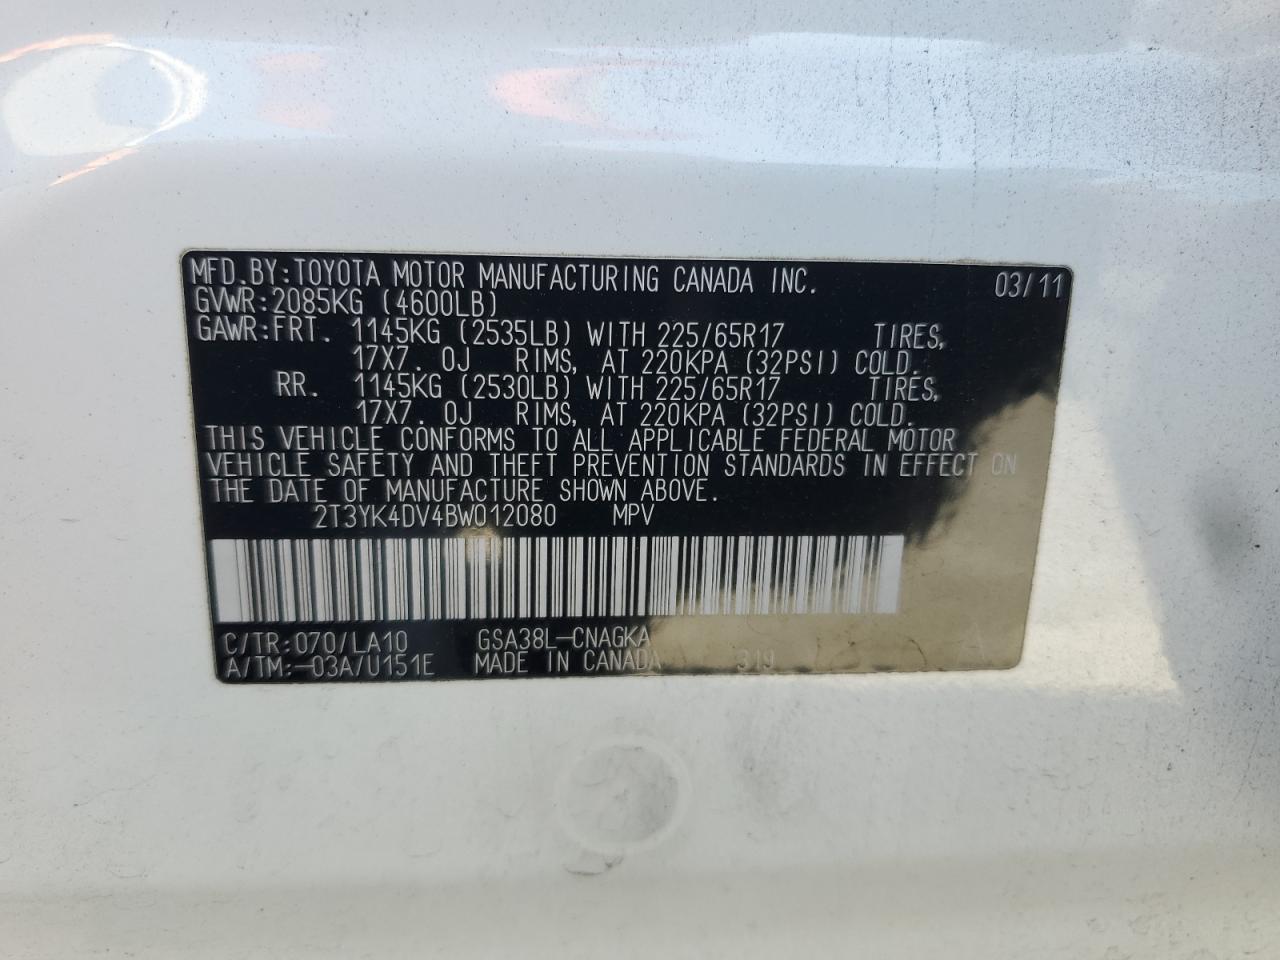 MFD.BY:TOYOTA MOTOR MANUFACTURING CANADA INC. 03/11
GVWR:2085KG (4600LB)
GAWR:FRT. 1145KG (2535LB) WITH 225/65R17 TIRES,
17X7. 0J RIMS, AT 220KPA (32PSI) COLD.
RR. 1145KG (2530LB) WITH 225/65R17 TIRES,
17X7. 0J RIMS, AT 220KPA (32PSI) COLD.
THIS VEHICLE CONFORMS TO ALL APPLICABLE FEDERAL MOTOR
VEHICLE SAFETY AND THEFT PREVENTION STANDARDS IN EFFECT ON
THE DATE OF MANUFACTURE SHOWN ABOVE.
2T3YK4DV4BW012080 MPV
C/TR:070/LA10 GSA38L-CNAGKA
A/TM:-03A/U151E MADE IN CANADA 319 A